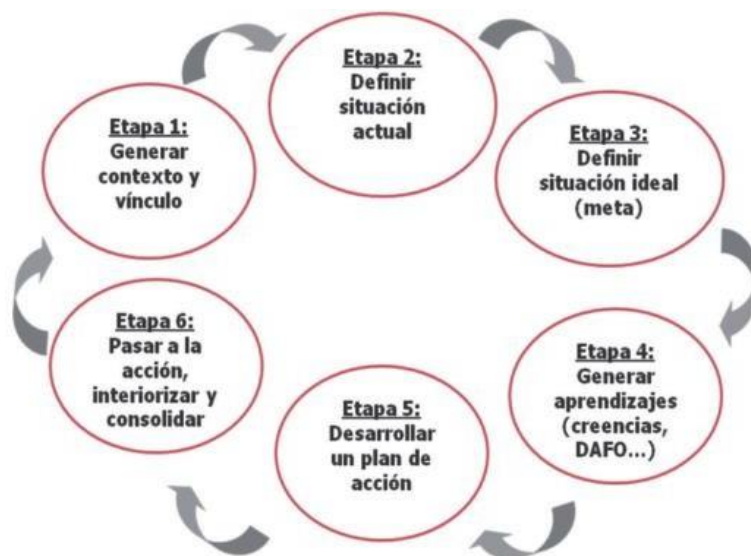 Etapa 1:
Generar
contexto y
vínculo
Etapa 2:
Definir
situación
actual
Etapa 3:
Definir
situación ideal
(meta)
Etapa 4:
Generar
aprendizajes
(creencias,
DAFO...)
Etapa 5:
Desarrollar
un plan de
acción
Etapa 6:
Pasar a la
acción,
interiorizar y
consolidar